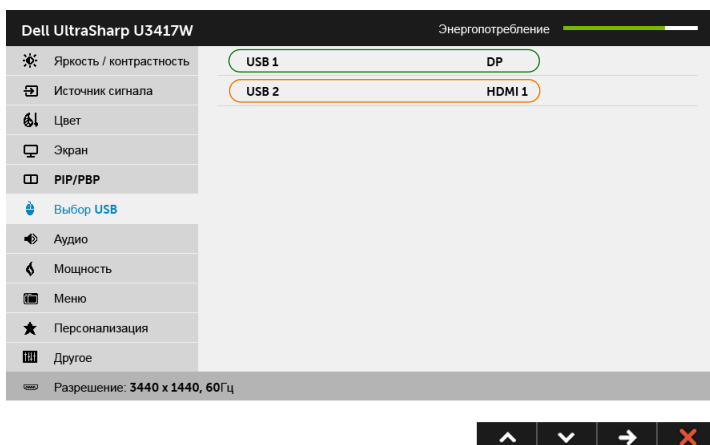 Dell UltraSharp U3417W Энергопотребление
Яркость / контрастность USB 1 DP
Источник сигнала USB 2 HDMI 1
Цвет
Экран
PIP/PBP
Выбор USB
Аудио
Мощность
Меню
Персонализация
Другое
Разрешение: 3440 x 1440, 60Гц